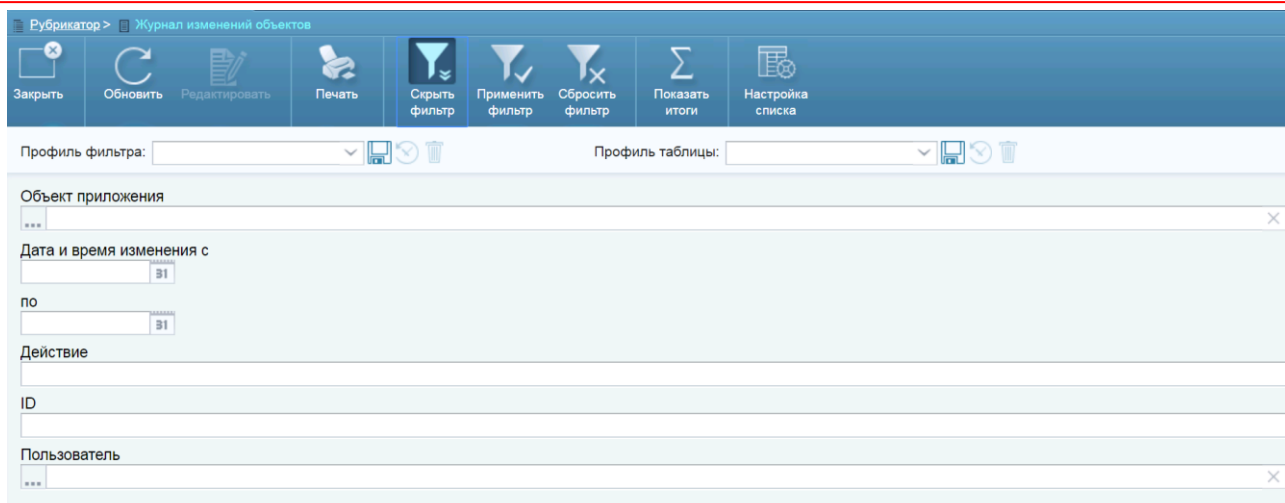 Рубрикатор > Журнал изменений объектов
Закрыть Обновить Редактировать Печать Скрыть фильтр Применить фильтр Сбросить фильтр Показать итоги Настройка списка
Профиль фильтра: Профиль таблицы:
Объект приложения
...
Дата и время изменения с
31
по
31
Действие
ID
Пользователь
...